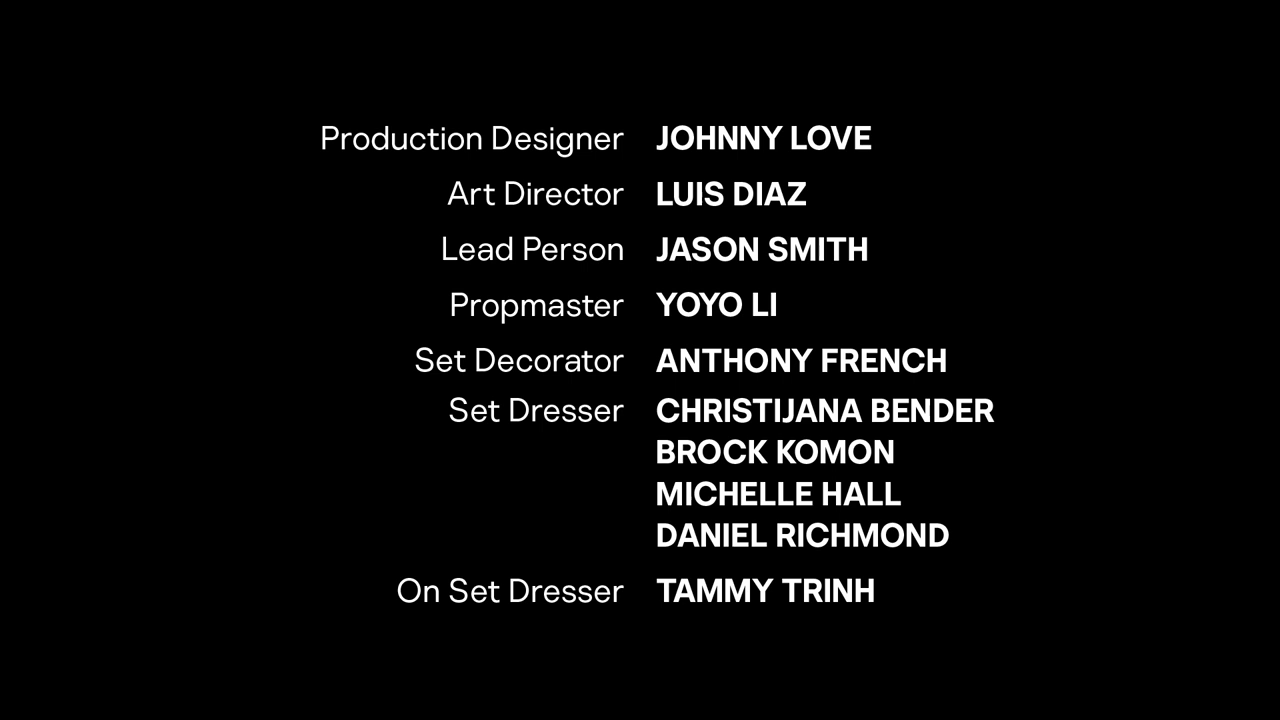 Production Designer JOHNNY LOVE
Art Director LUIS DIAZ
Lead Person JASON SMITH
Propmaster YOYO LI
Set Decorator ANTHONY FRENCH
Set Dresser CHRISTIJANA BENDER
BROCK KOMON
MICHELLE HALL
DANIEL RICHMOND
On Set Dresser TAMMY TRINH